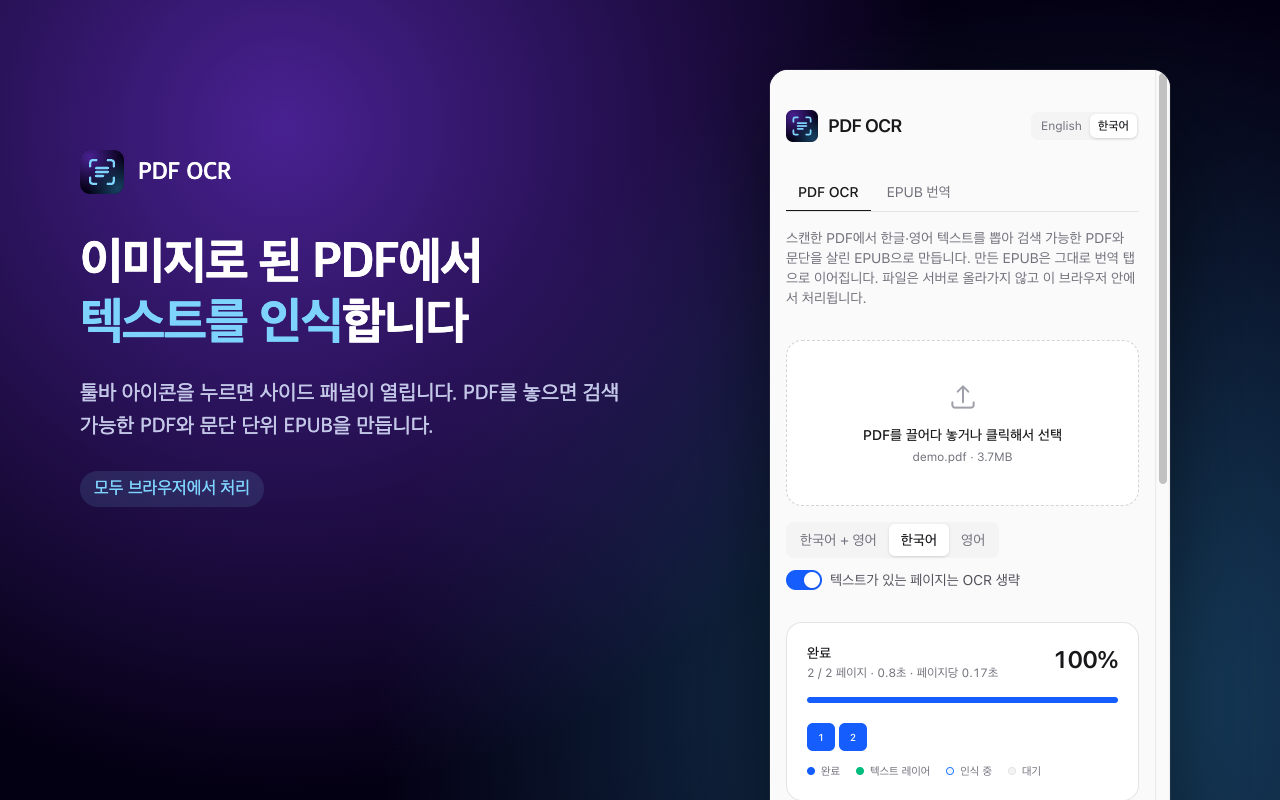 PDF OCR
이미지로 된 PDF에서
텍스트를 인식합니다
툴바 아이콘을 누르면 사이드 패널이 열립니다. PDF를 놓으면 검색
가능한 PDF와 문단 단위 EPUB을 만듭니다.
모두 브라우저에서 처리
PDF OCR
English 한국어
PDF OCR EPUB 번역
스캔한 PDF에서 한글·영어 텍스트를 뽑아 검색 가능한 PDF와
문단을 살린 EPUB으로 만듭니다. 만든 EPUB은 그대로 번역 탭
으로 이어집니다. 파일은 서버로 올라가지 않고 이 브라우저 안에
서 처리됩니다.
PDF를 끌어다 놓거나 클릭해서 선택
demo.pdf · 3.7MB
한국어 + 영어 한국어 영어
텍스트가 있는 페이지는 OCR 생략
완료
100%
2 / 2 페이지 · 0.8초 · 페이지당 0.17초
1 2
완료 텍스트 레이어 인식 중 대기